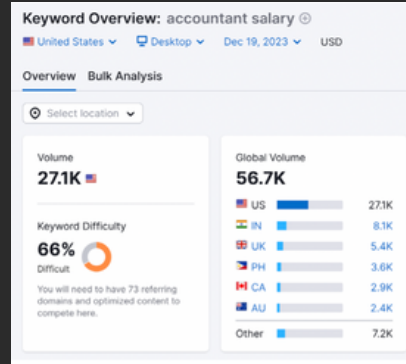 Keyword Overview: accountant salary
United States Desktop Dec 19, 2023 USD
Overview Bulk Analysis
Select location
Volume
27.1K
Keyword Difficulty
66%
Difficult
You will need to have 73 referring
domains and optimized content to
compete here.
Global Volume
56.7K
US 27.1K
IN 8.1K
UK 5.4K
PH 3.6K
CA 2.9K
AU 2.4K
Other 7.2K